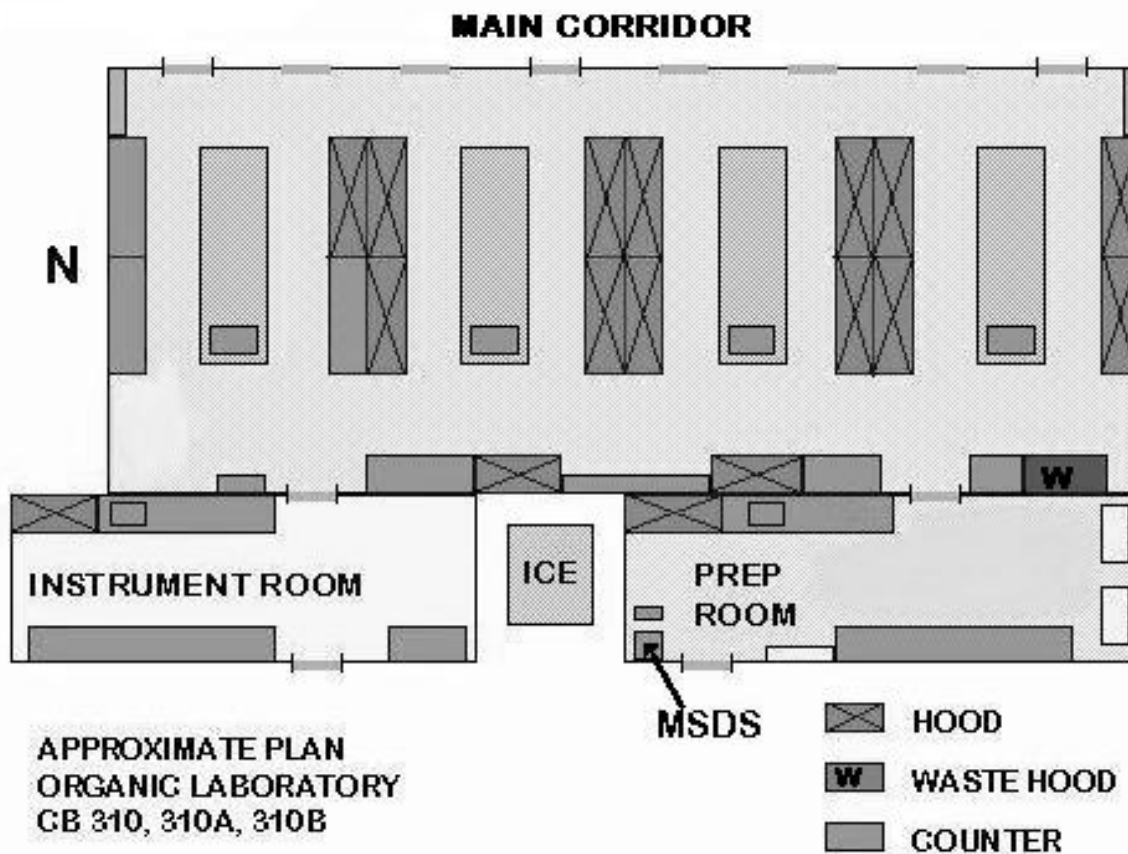 MAIN CORRIDOR
N
W
INSTRUMENT ROOM
ICE
PREP
ROOM
MSDS
APPROXIMATE PLAN
ORGANIC LABORATORY
CB 310, 310A, 310B
HOOD
W WASTE HOOD
COUNTER